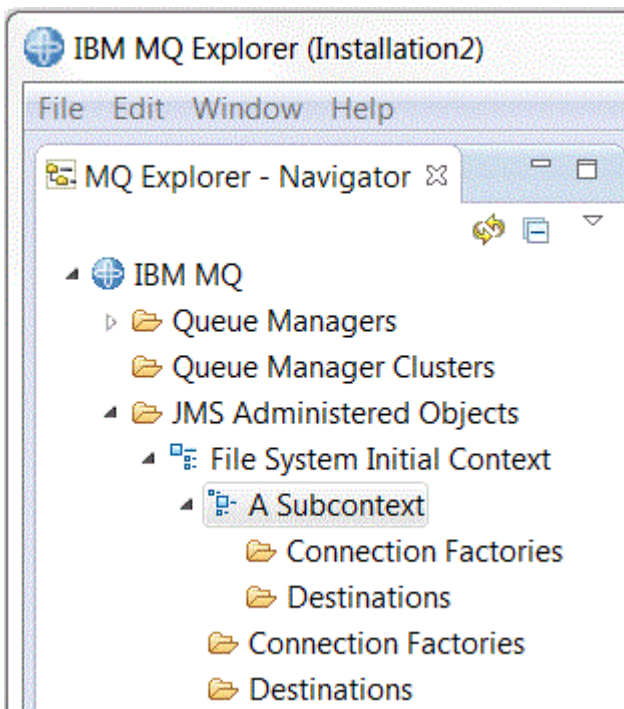 IBM MQ Explorer (Installation2)
File Edit Window Help
MQ Explorer - Navigator
IBM MQ
Queue Managers
Queue Manager Clusters
JMS Administered Objects
File System Initial Context
A Subcontext
Connection Factories
Destinations
Connection Factories
Destinations